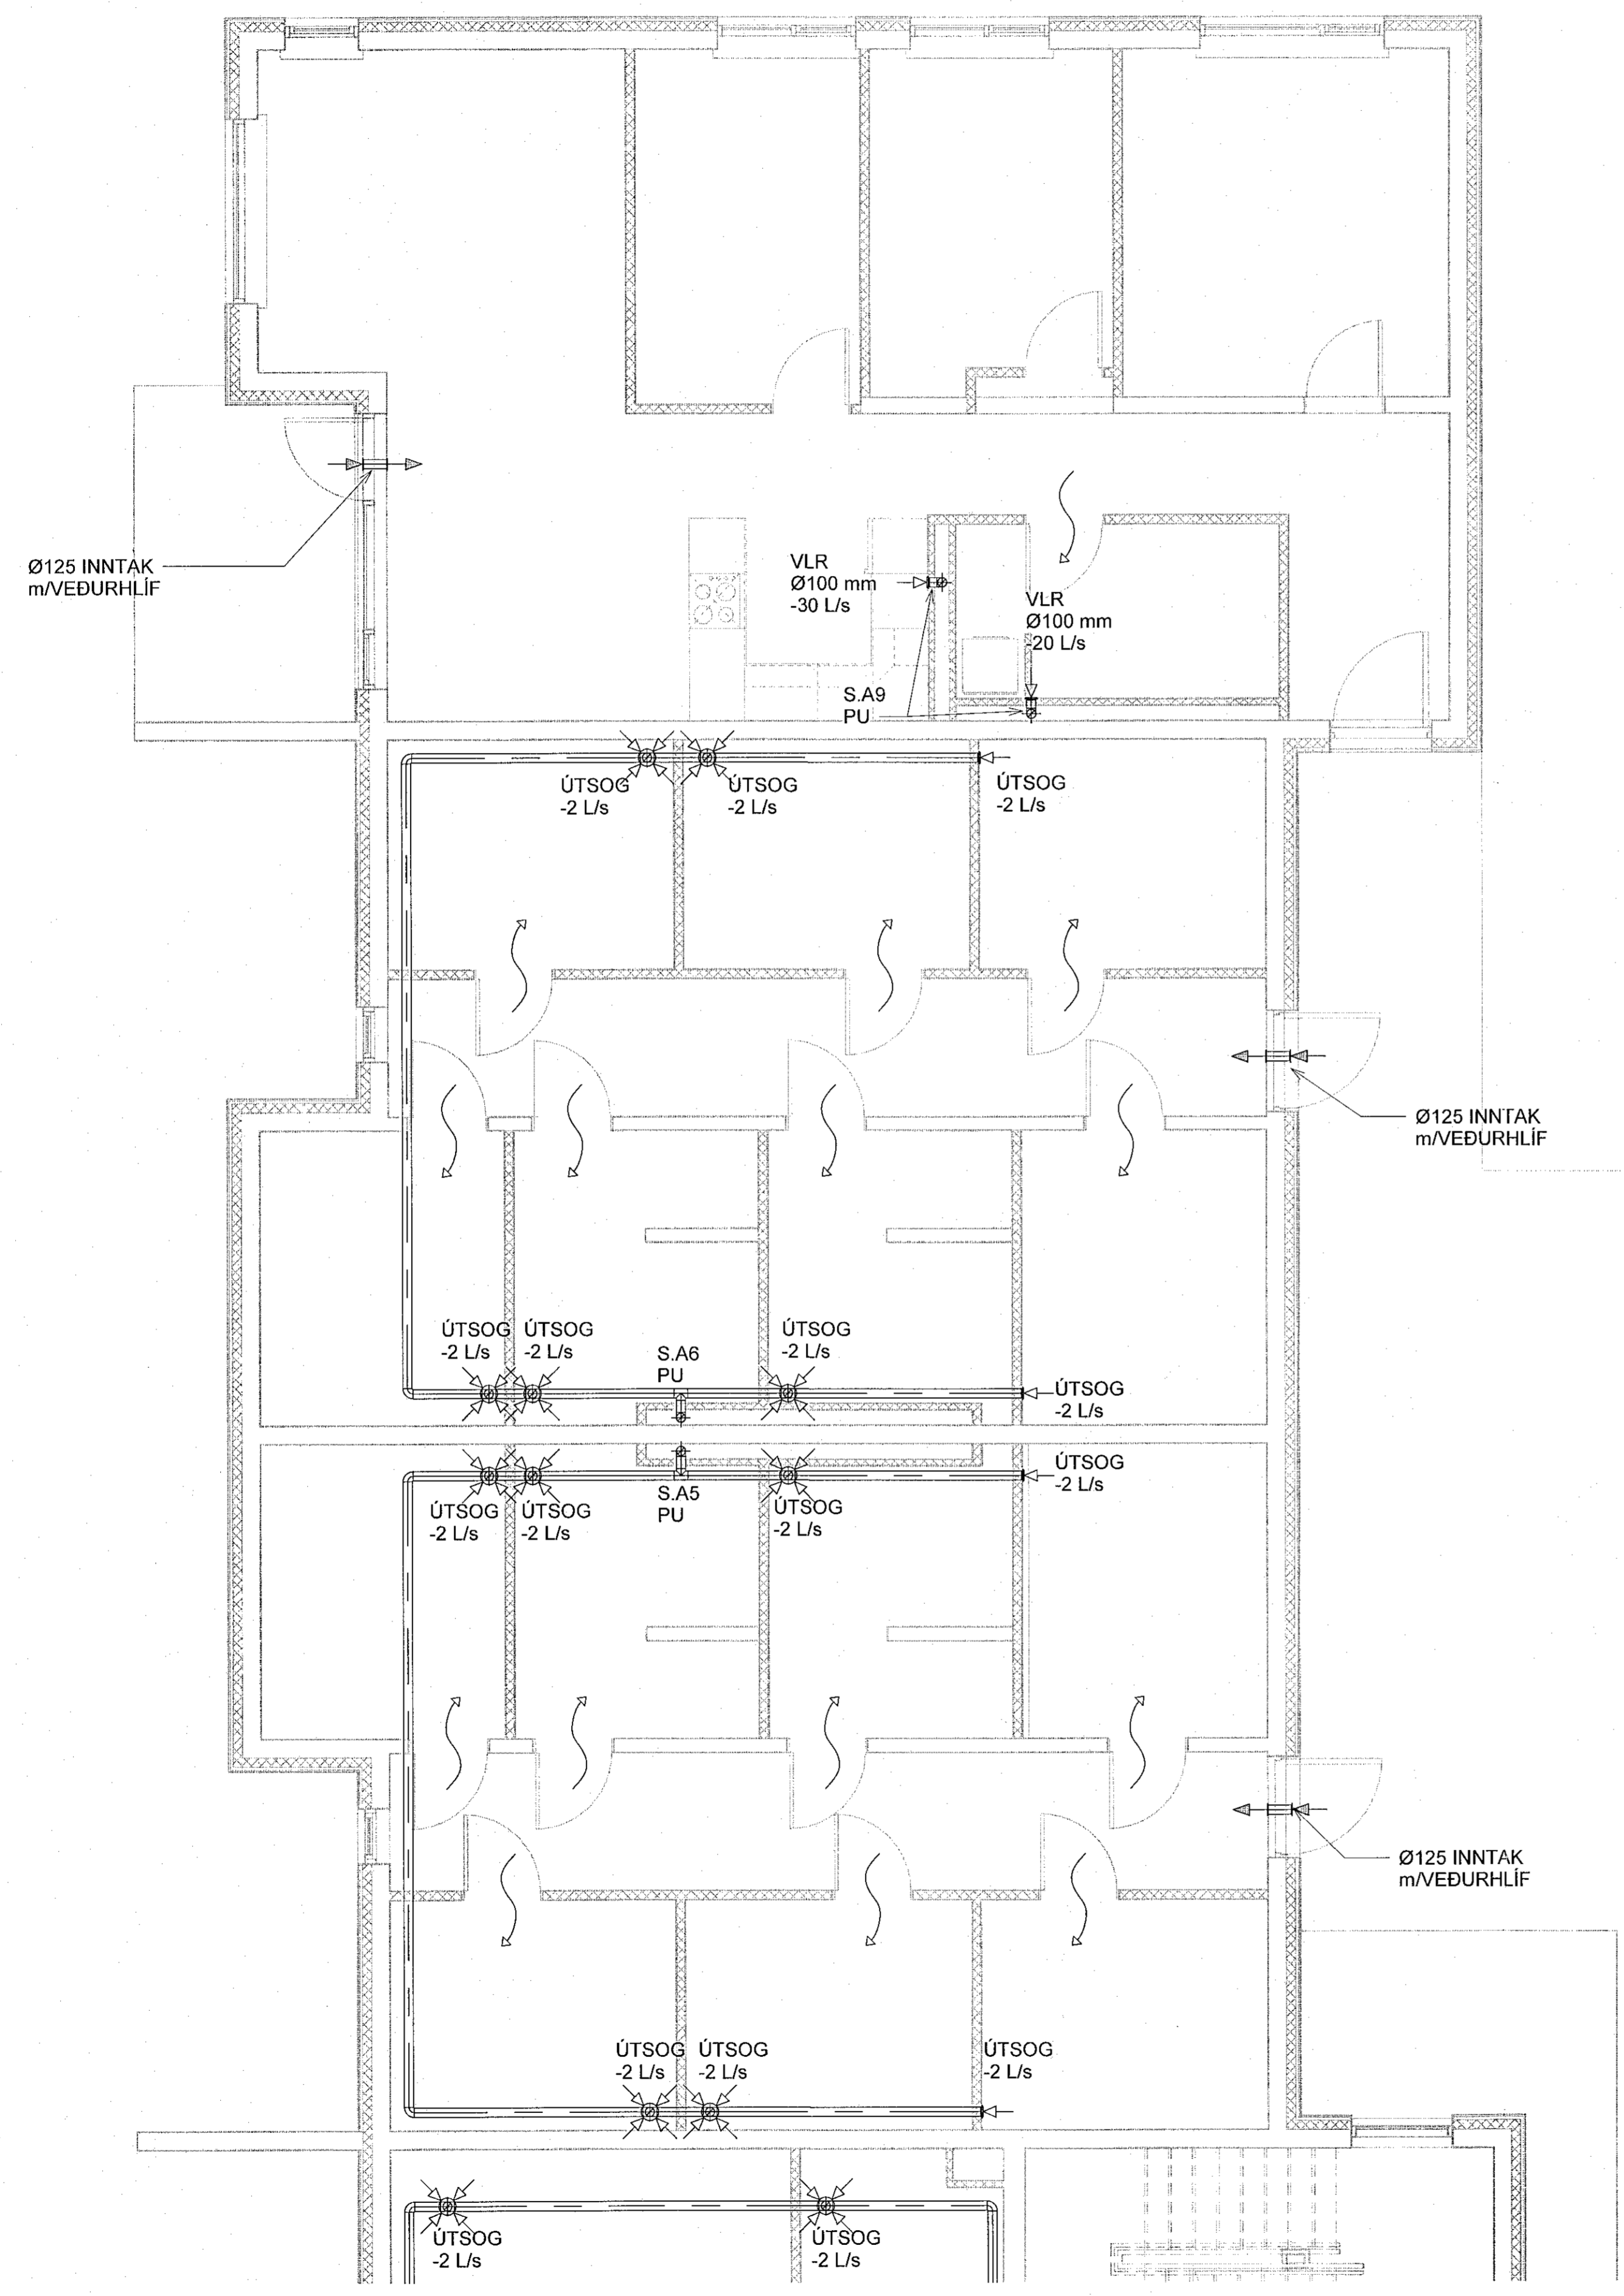 Ø125 INNTAK
m/VEÐURHLÍF
VLR
Ø100 mm
-30 L/s
VLR
Ø100 mm
-20 L/s
S.A9
PU
ÚTSOG
-2 L/s
ÚTSOG
-2 L/s
ÚTSOG
-2 L/s
Ø125 INNTAK
m/VEÐURHLÍF
ÚTSOG
-2 L/s
ÚTSOG
-2 L/s
S.A6
PU
ÚTSOG
-2 L/s
ÚTSOG
-2 L/s
ÚTSOG
-2 L/s
ÚTSOG
-2 L/s
S.A5
PU
ÚTSOG
-2 L/s
ÚTSOG
-2 L/s
Ø125 INNTAK
m/VEÐURHLÍF
ÚTSOG
-2 L/s
ÚTSOG
-2 L/s
ÚTSOG
-2 L/s
ÚTSOG
-2 L/s
ÚTSOG
-2 L/s